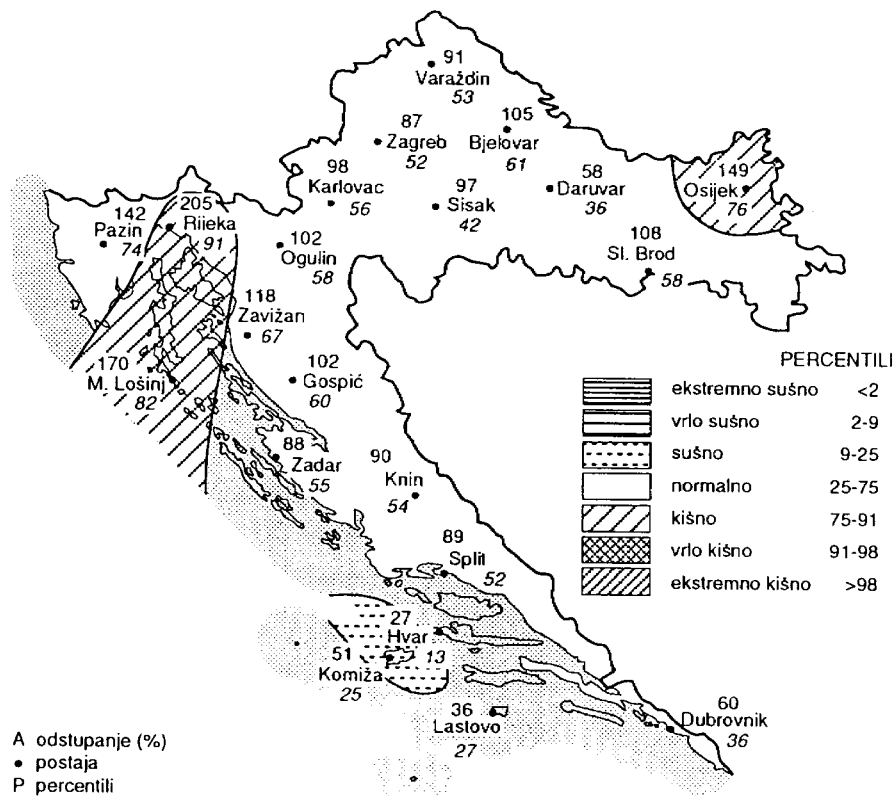 91
Varaždin
53
87
Zagreb
52
105
Bjelovar
61
98
Karlovac
56
97
Sisak
42
58
Daruvar
36
149
Osijek
76
142
Pazin
74
205
Rijeka
91
102
Ogulin
58
108
Sl. Brod
58
118
Zavižan
67
170
M. Lošinj
82
102
Gospić
60
88
Zadar
55
90
Knin
54
89
Split
52
27
Hvar
13
51
Komiža
25
36
Lastovo
27
60
Dubrovnik
36
PERCENTILI
ekstremno sušno <2
vrlo sušno 2-9
sušno 9-25
normalno 25-75
kišno 75-91
vrlo kišno 91-98
ekstremno kišno >98
A odstupanje (%)
• postaja
P percentili